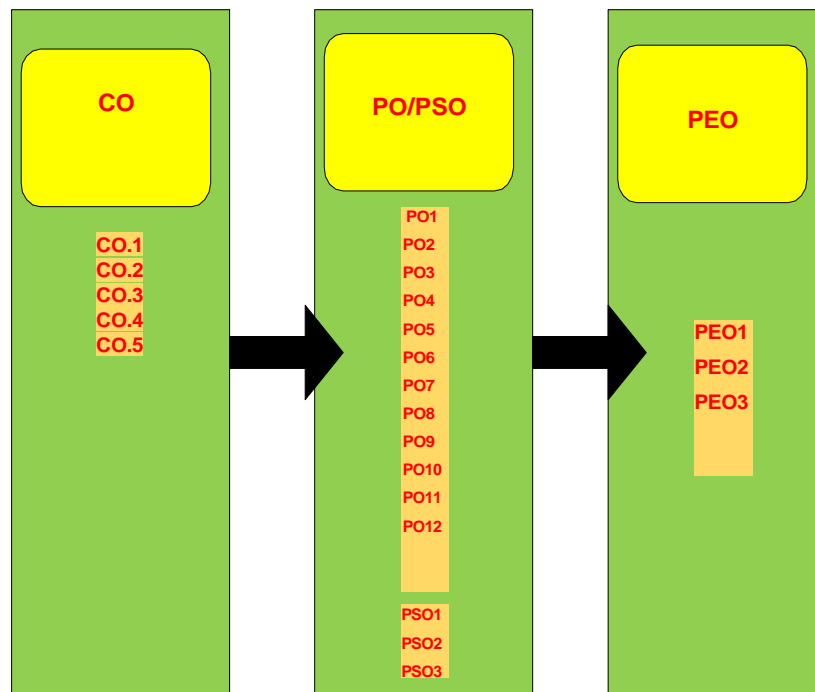 CO
CO.1
CO.2
CO.3
CO.4
CO.5
PO/PSO
PO1
PO2
PO3
PO4
PO5
PO6
PO7
PO8
PO9
PO10
PO11
PO12
PSO1
PSO2
PSO3
PEO
PEO1
PEO2
PEO3